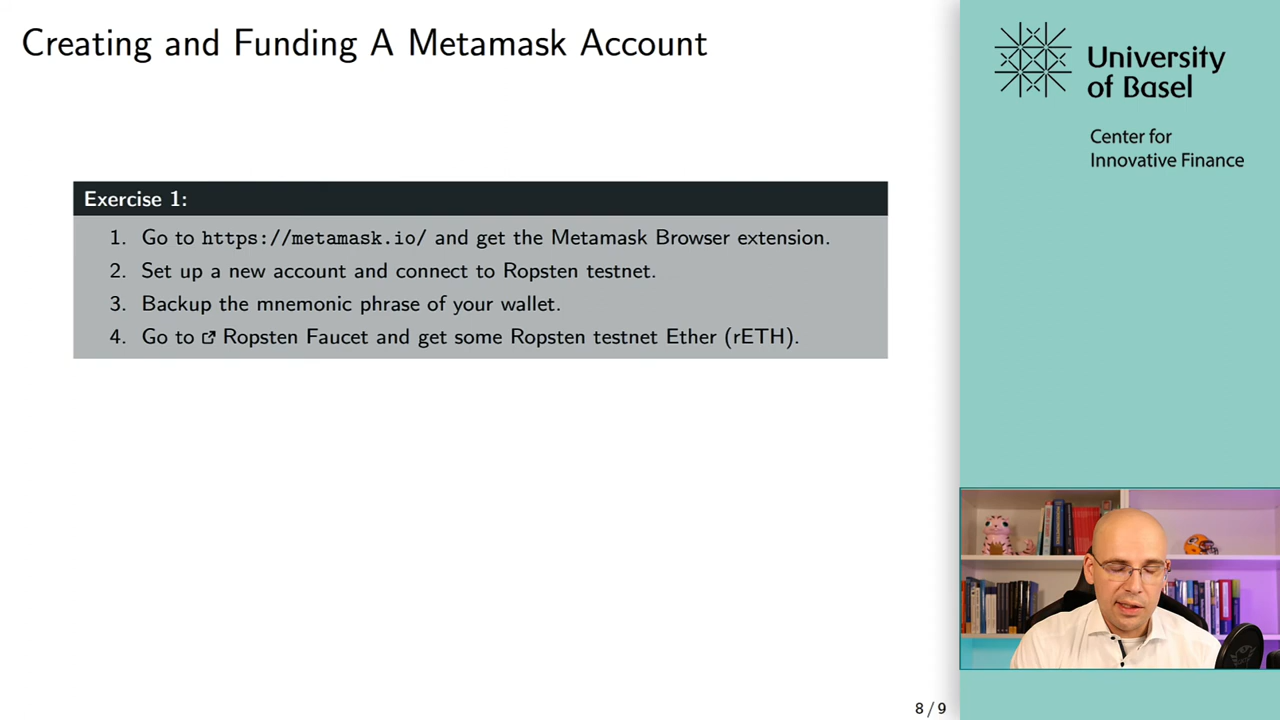 Creating and Funding A Metamask Account
University
of Basel
Center for
Innovative Finance
Exercise 1:
1. Go to https://metamask.io/ and get the Metamask Browser extension.
2. Set up a new account and connect to Ropsten testnet.
3. Backup the mnemonic phrase of your wallet.
4. Go to Ropsten Faucet and get some Ropsten testnet Ether (rETH).
8 / 9